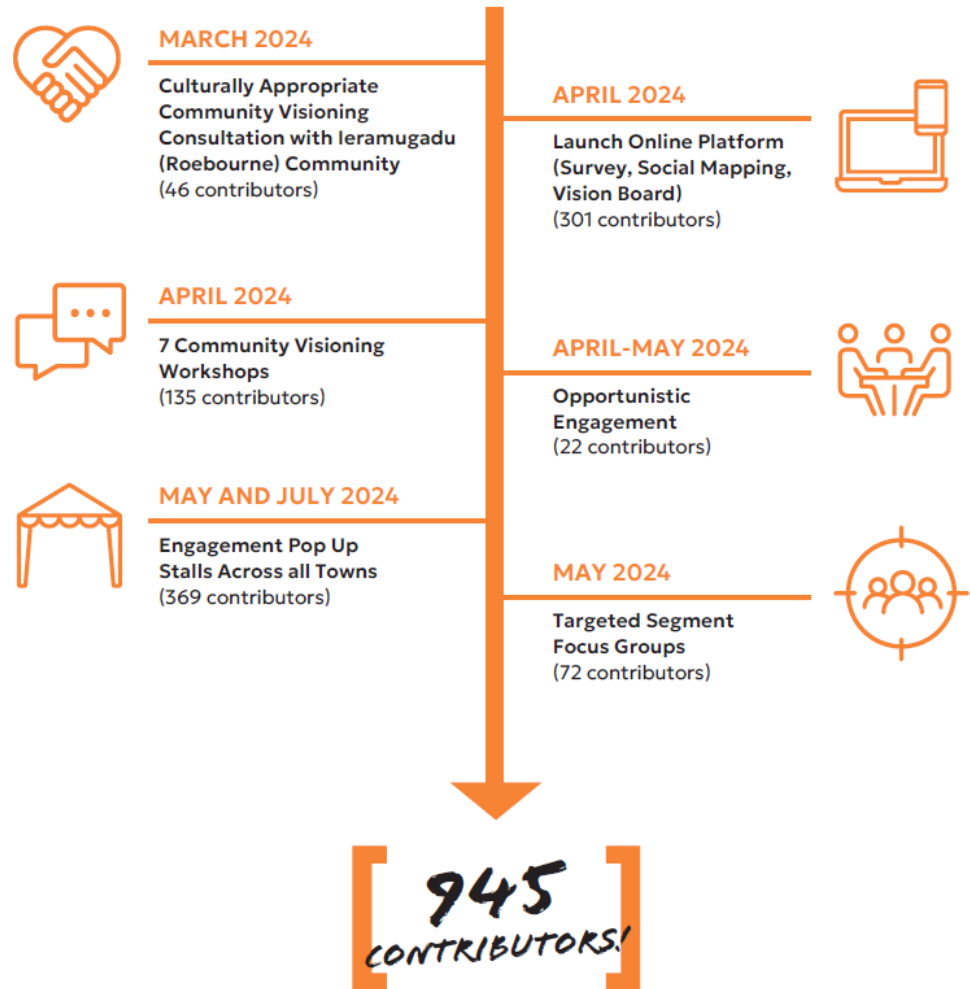 MARCH 2024
Culturally Appropriate
Community Visioning
Consultation with Ieramugadu
(Roebourne) Community
(46 contributors)
APRIL 2024
Launch Online Platform
(Survey, Social Mapping,
Vision Board)
(301 contributors)
APRIL 2024
7 Community Visioning
Workshops
(135 contributors)
APRIL-MAY 2024
Opportunistic
Engagement
(22 contributors)
MAY AND JULY 2024
Engagement Pop Up
Stalls Across all Towns
(369 contributors)
MAY 2024
Targeted Segment
Focus Groups
(72 contributors)
945
CONTRIBUTORS!